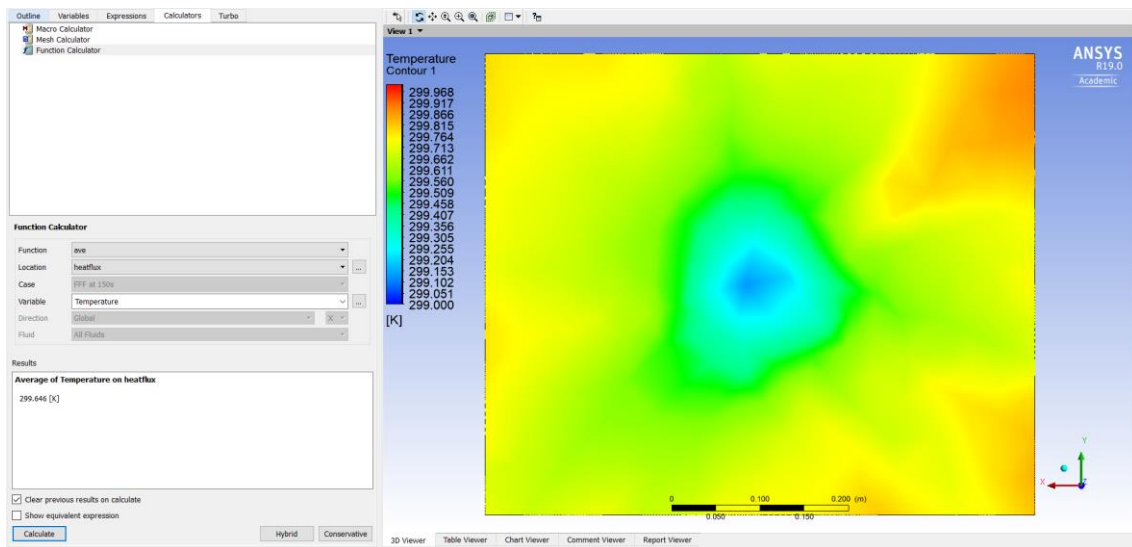 Outline Variables Expressions Calculators Turbo
Macro Calculator
Mesh Calculator
Function Calculator
Function Calculator
Function ave
Location heatflux ...
Case FFF at 150s
Variable Temperature ...
Direction Global X
Fluid All Fluids
Results
Average of Temperature on heatflux
299.646 [K]
Clear previous results on calculate
Show equivalent expression
Calculate Hybrid Conservative
View 1
Temperature
Contour 1
299.968
299.917
299.866
299.815
299.764
299.713
299.662
299.611
299.560
299.509
299.458
299.407
299.356
299.305
299.255
299.204
299.153
299.102
299.051
299.000
[K]
ANSYS
R19.0
Academic
0 0.100 0.200 (m)
0.050 0.150
Y
X
Z
3D Viewer Table Viewer Chart Viewer Comment Viewer Report Viewer